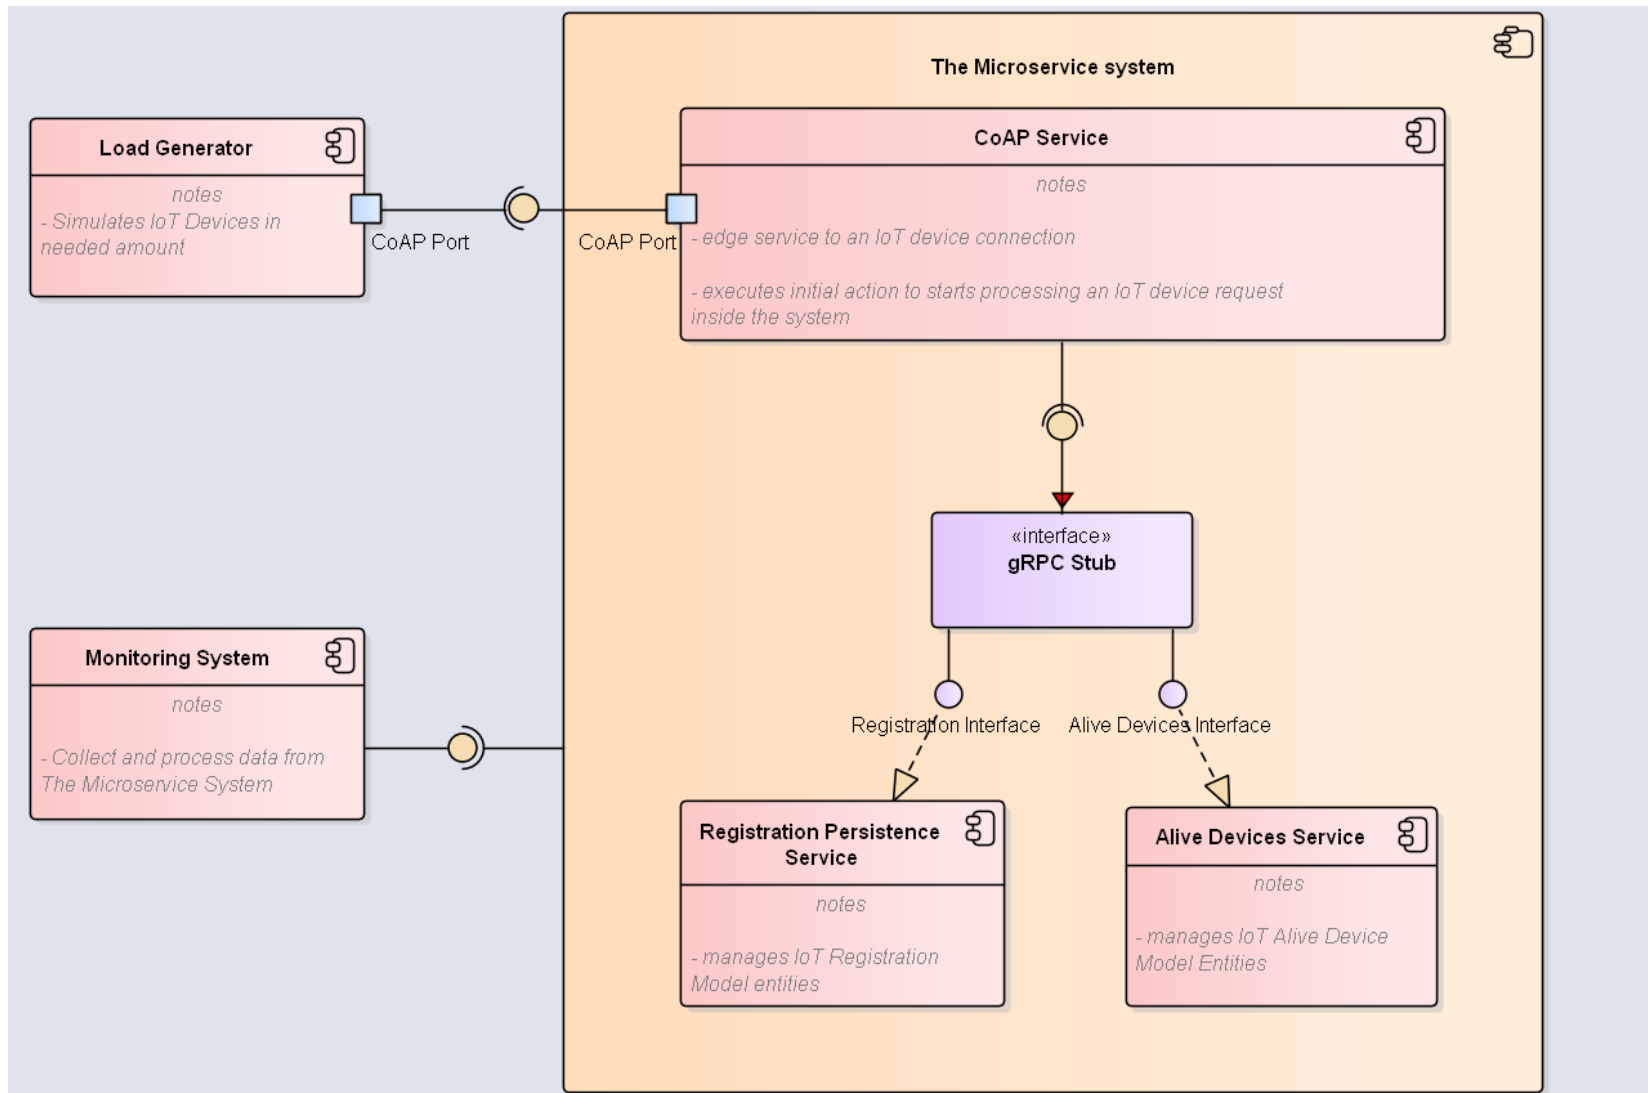 The Microservice system
Load Generator
notes
- Simulates IoT Devices in
needed amount
CoAP Port
CoAP Port
CoAP Service
notes
- edge service to an IoT device connection
- executes initial action to starts processing an IoT device request
inside the system
«interface»
gRPC Stub
Monitoring System
notes
- Collect and process data from
The Microservice System
Registration Interface
Alive Devices Interface
Registration Persistence
Service
notes
- manages IoT Registration
Model entities
Alive Devices Service
notes
- manages IoT Alive Device
Model Entities